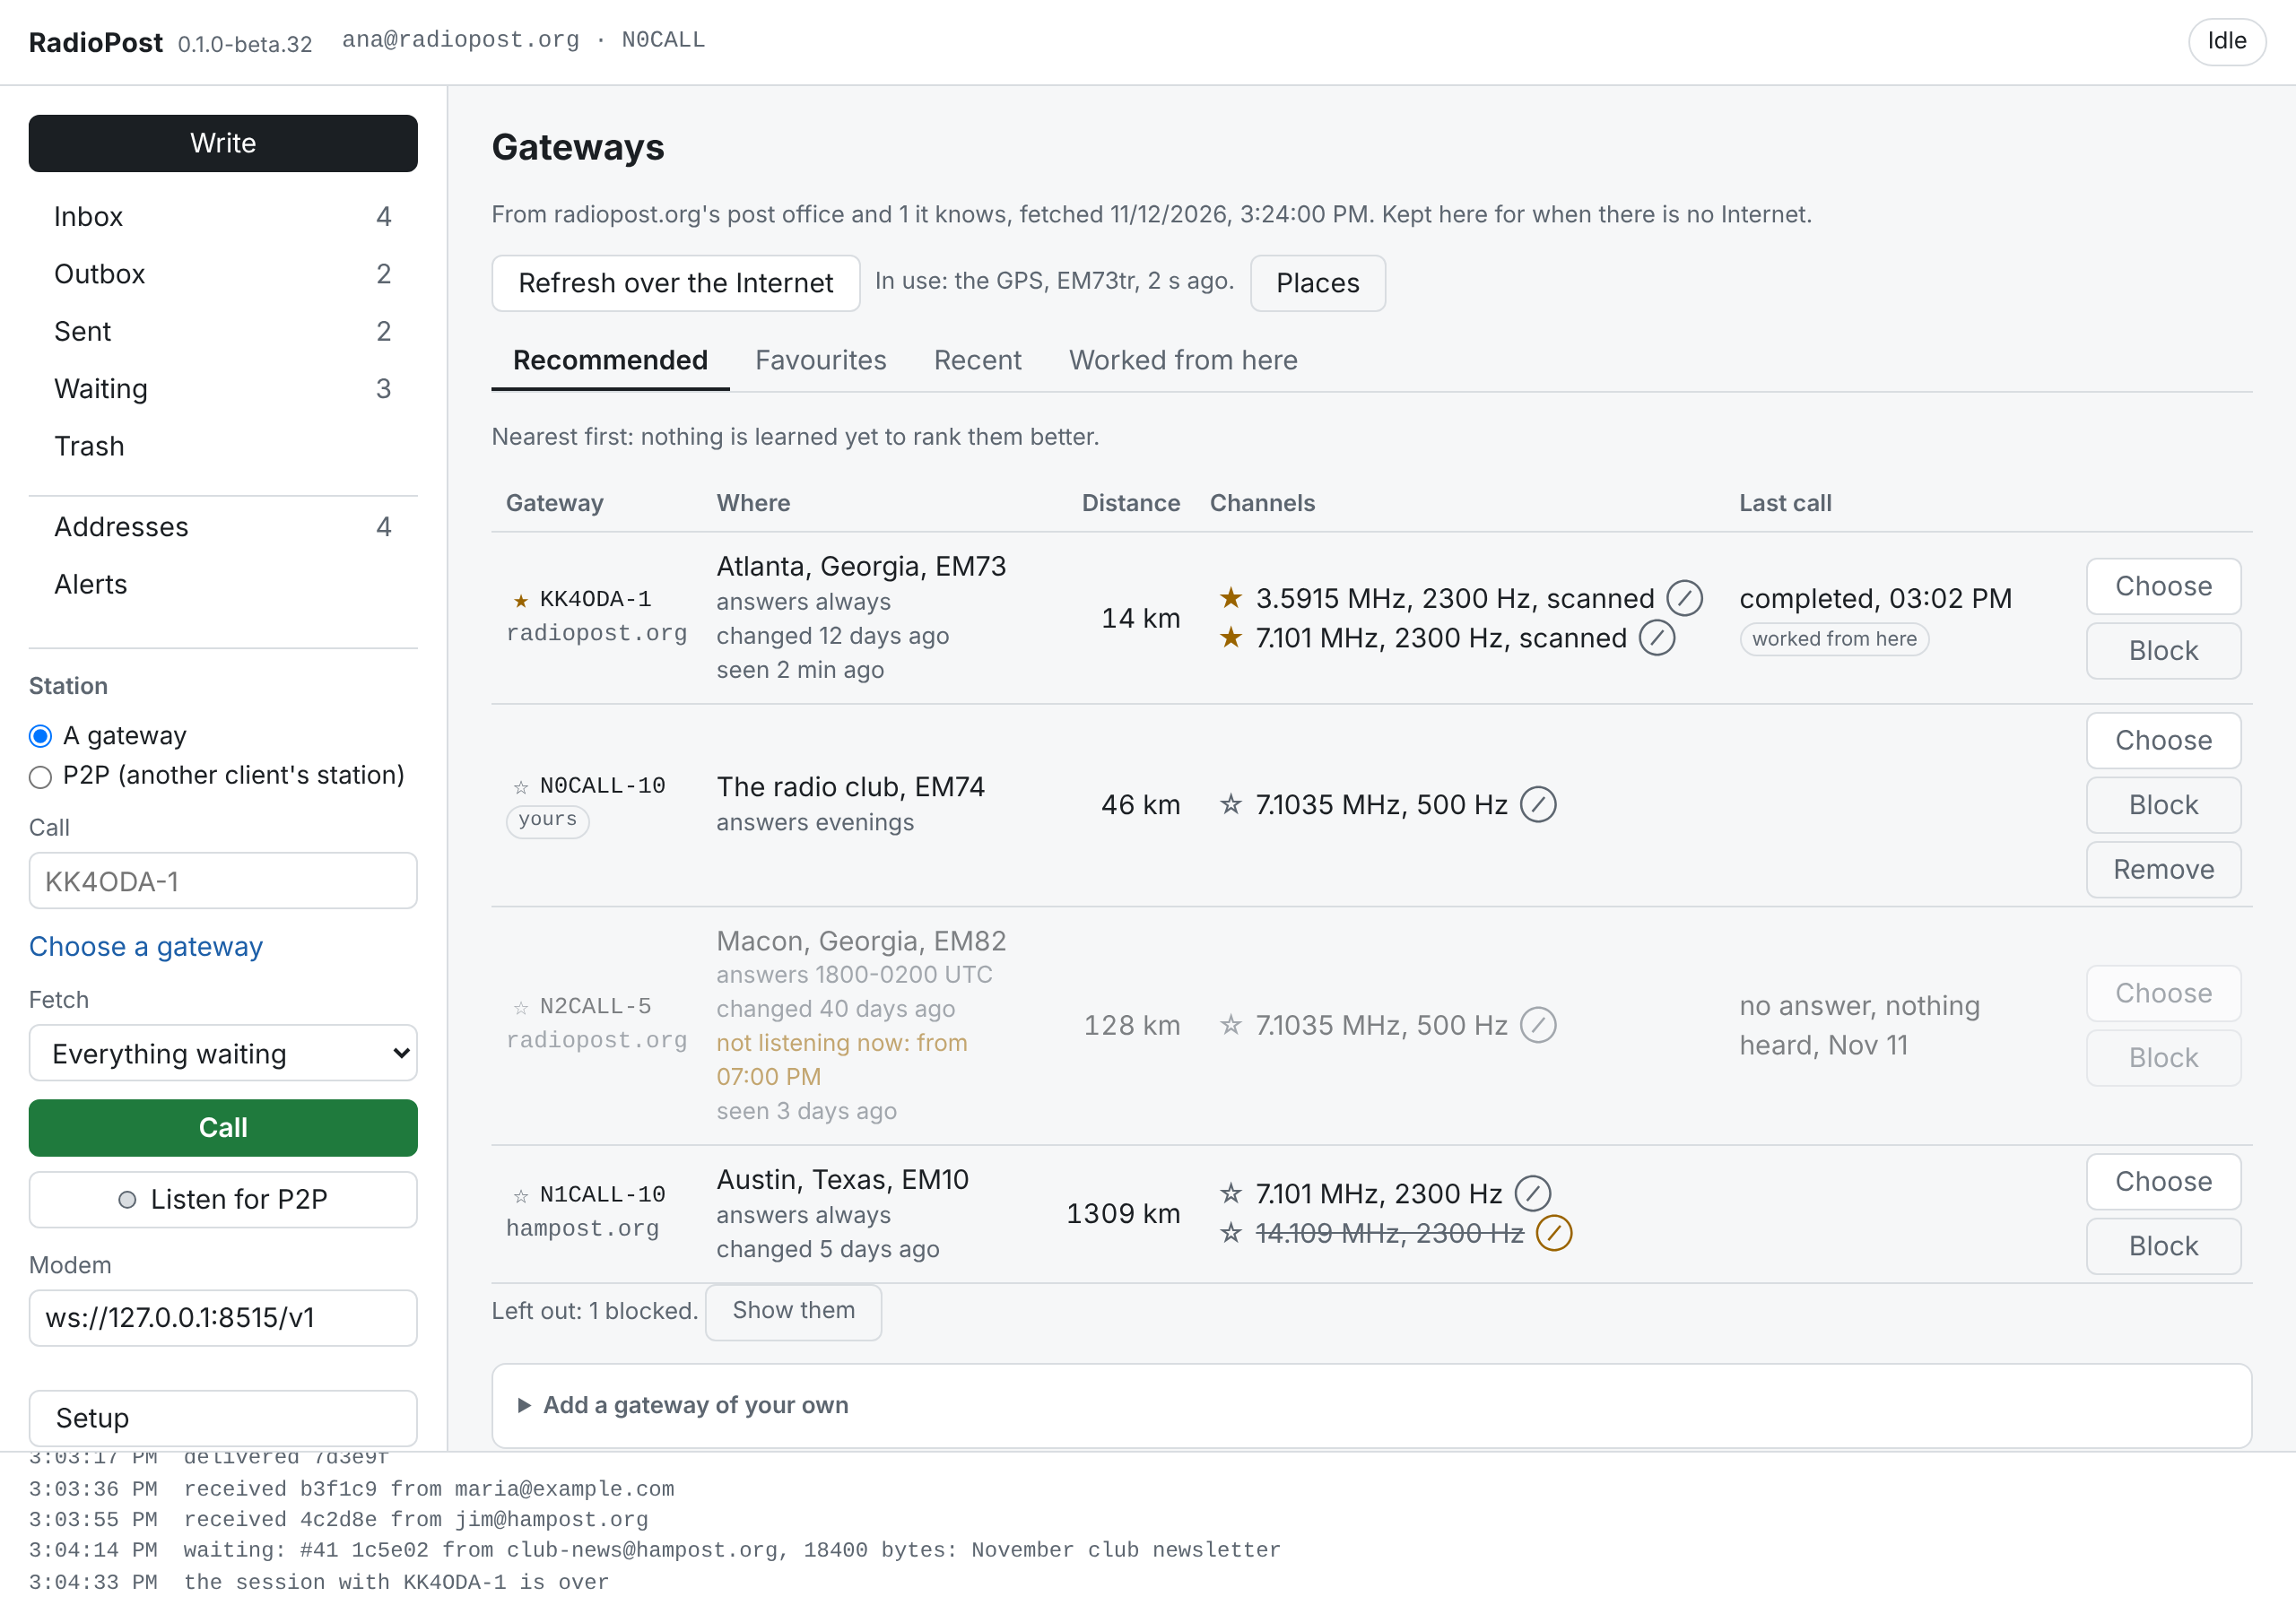 RadioPost 0.1.0-beta.32 ana@radiopost.org · N0CALL
Idle
Write
Inbox 4
Outbox 2
Sent 2
Waiting 3
Trash
Addresses 4
Alerts
Station
A gateway
P2P (another client's station)
Call
KK4ODA-1
Choose a gateway
Fetch
Everything waiting
Call
Listen for P2P
Modem
ws://127.0.0.1:8515/v1
Setup
Gateways
From radiopost.org's post office and 1 it knows, fetched 11/12/2026, 3:24:00 PM. Kept here for when there is no Internet.
Refresh over the Internet In use: the GPS, EM73tr, 2 s ago. Places
Recommended Favourites Recent Worked from here
Nearest first: nothing is learned yet to rank them better.
Gateway Where Distance Channels Last call
★ KK4ODA-1
radiopost.org
Atlanta, Georgia, EM73
answers always
changed 12 days ago
seen 2 min ago
14 km
★ 3.5915 MHz, 2300 Hz, scanned
★ 7.101 MHz, 2300 Hz, scanned
completed, 03:02 PM
worked from here
Choose
Block
☆ N0CALL-10
yours
The radio club, EM74
answers evenings
46 km
☆ 7.1035 MHz, 500 Hz
Choose
Block
Remove
☆ N2CALL-5
radiopost.org
Macon, Georgia, EM82
answers 1800-0200 UTC
changed 40 days ago
not listening now: from
07:00 PM
seen 3 days ago
128 km
☆ 7.1035 MHz, 500 Hz
no answer, nothing
heard, Nov 11
Choose
Block
☆ N1CALL-10
hampost.org
Austin, Texas, EM10
answers always
changed 5 days ago
1309 km
☆ 7.101 MHz, 2300 Hz
☆ 14.109 MHz, 2300 Hz
Choose
Block
Left out: 1 blocked. Show them
Add a gateway of your own
3:03:17 PM delivered 7d3e9f
3:03:36 PM received b3f1c9 from maria@example.com
3:03:55 PM received 4c2d8e from jim@hampost.org
3:04:14 PM waiting: #41 1c5e02 from club-news@hampost.org, 18400 bytes: November club newsletter
3:04:33 PM the session with KK4ODA-1 is over